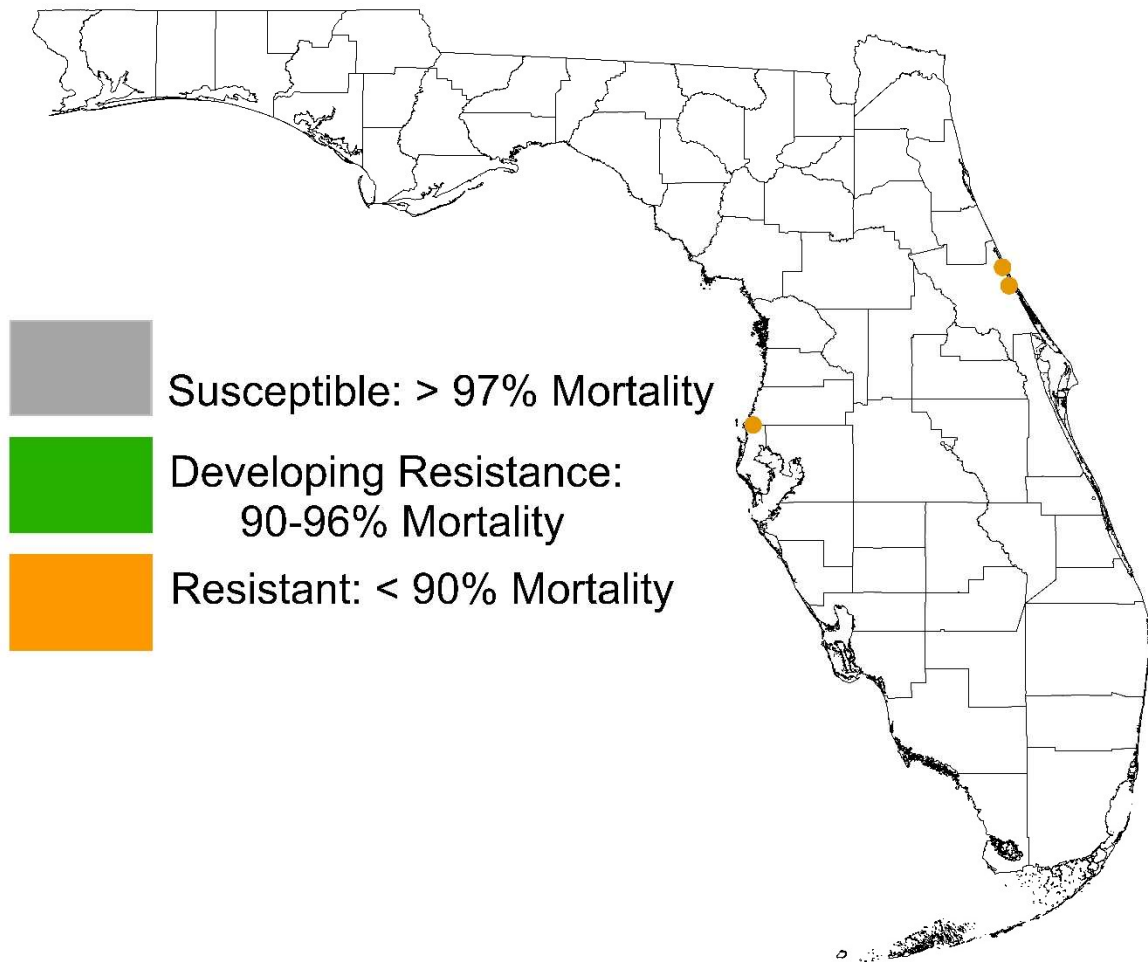 Susceptible: > 97% Mortality
Developing Resistance:
90-96% Mortality
Resistant: < 90% Mortality